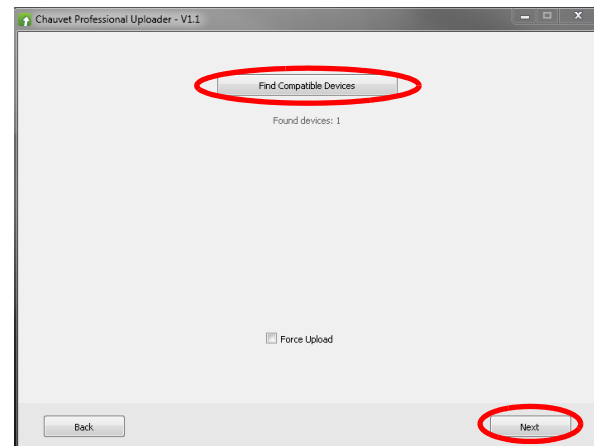 Chauvet Professional Uploader - V1.1
Find Compatible Devices
Found devices: 1
Force Upload
Back
Next